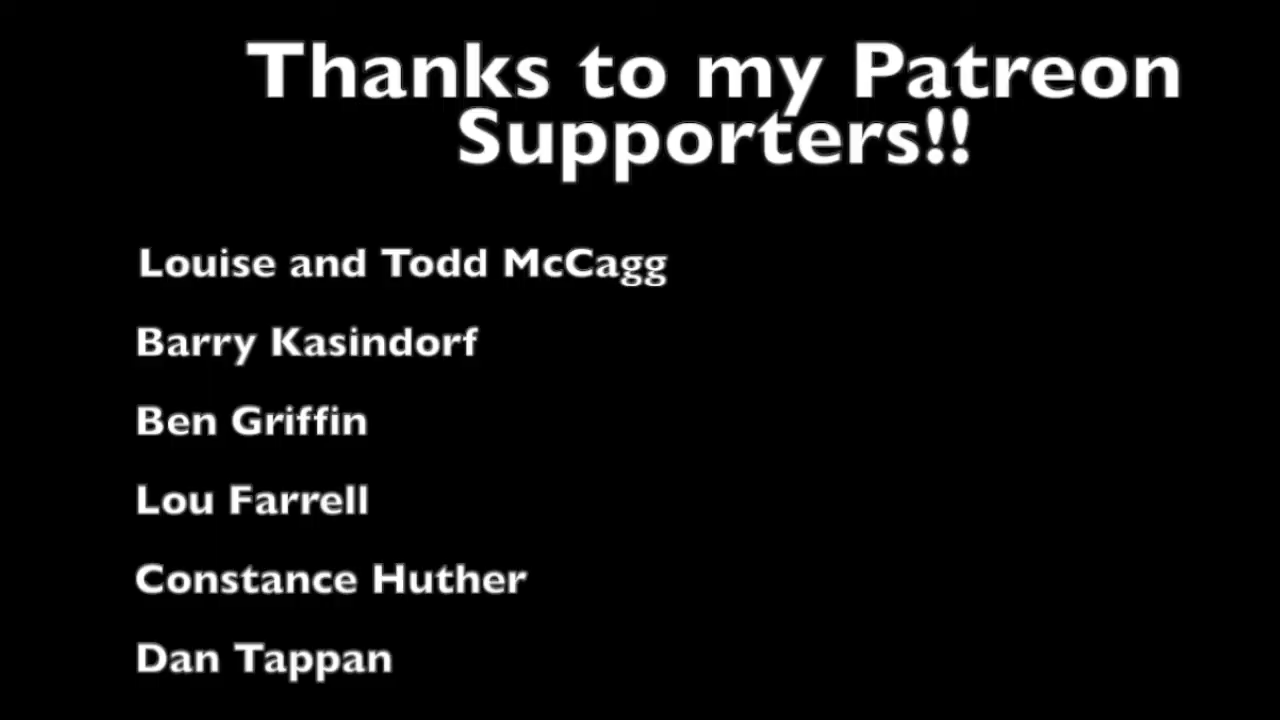 Thanks to my Patreon
Supporters!!
Louise and Todd McCagg
Barry Kasindorf
Ben Griffin
Lou Farrell
Constance Huther
Dan Tappan